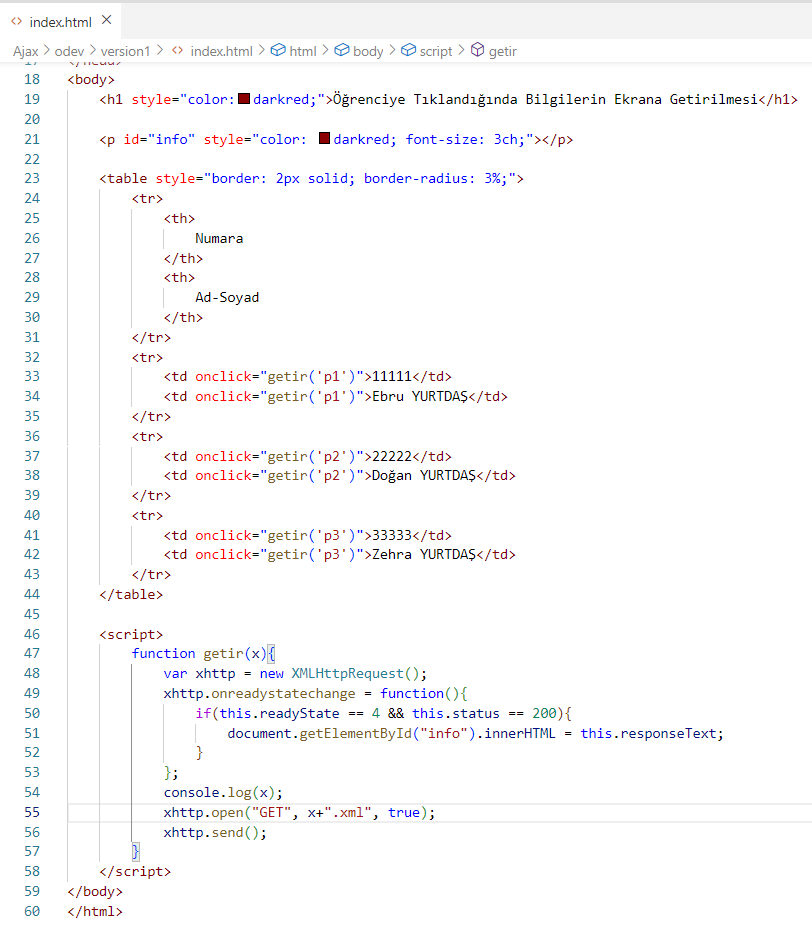 index.html
Ajax > odev > version1 > index.html > html > body > script > getir
17 </head>
18 <body>
19 <h1 style="color:darkred;">Öğrenciye Tıklandığında Bilgilerin Ekrana Getirilmesi</h1>
20
21 <p id="info" style="color: darkred; font-size: 3ch;"></p>
22
23 <table style="border: 2px solid; border-radius: 3%;">
24 <tr>
25 <th>
26 Numara
27 </th>
28 <th>
29 Ad-Soyad
30 </th>
31 </tr>
32 <tr>
33 <td onclick="getir('p1')">11111</td>
34 <td onclick="getir('p1')">Ebru YURTDAŞ</td>
35 </tr>
36 <tr>
37 <td onclick="getir('p2')">22222</td>
38 <td onclick="getir('p2')">Doğan YURTDAŞ</td>
39 </tr>
40 <tr>
41 <td onclick="getir('p3')">33333</td>
42 <td onclick="getir('p3')">Zehra YURTDAŞ</td>
43 </tr>
44 </table>
45
46 <script>
47 function getir(x){
48 var xhttp = new XMLHttpRequest();
49 xhttp.onreadystatechange = function(){
50 if(this.readyState == 4 && this.status == 200){
51 document.getElementById("info").innerHTML = this.responseText;
52 }
53 };
54 console.log(x);
55 xhttp.open("GET", x+".xml", true);
56 xhttp.send();
57 }
58 </script>
59 </body>
60 </html>